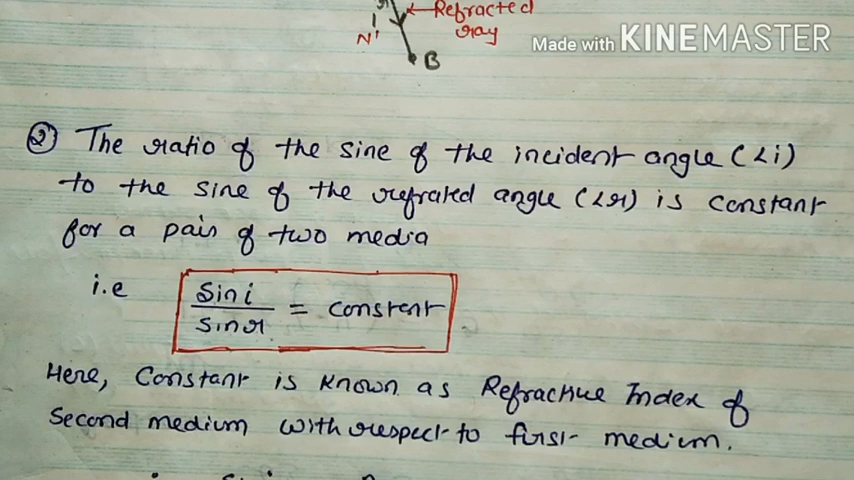 Refracted
ray
N'
B
Made with KINEMASTER
② The ratio of the sine of the incident angle (∠i)
to the sine of the refrated angle (∠r) is constant
for a pair of two media
i.e sin i / sin r = constent
Here, Constant is known as Refractive Index of
Second medium with respect to first medium.